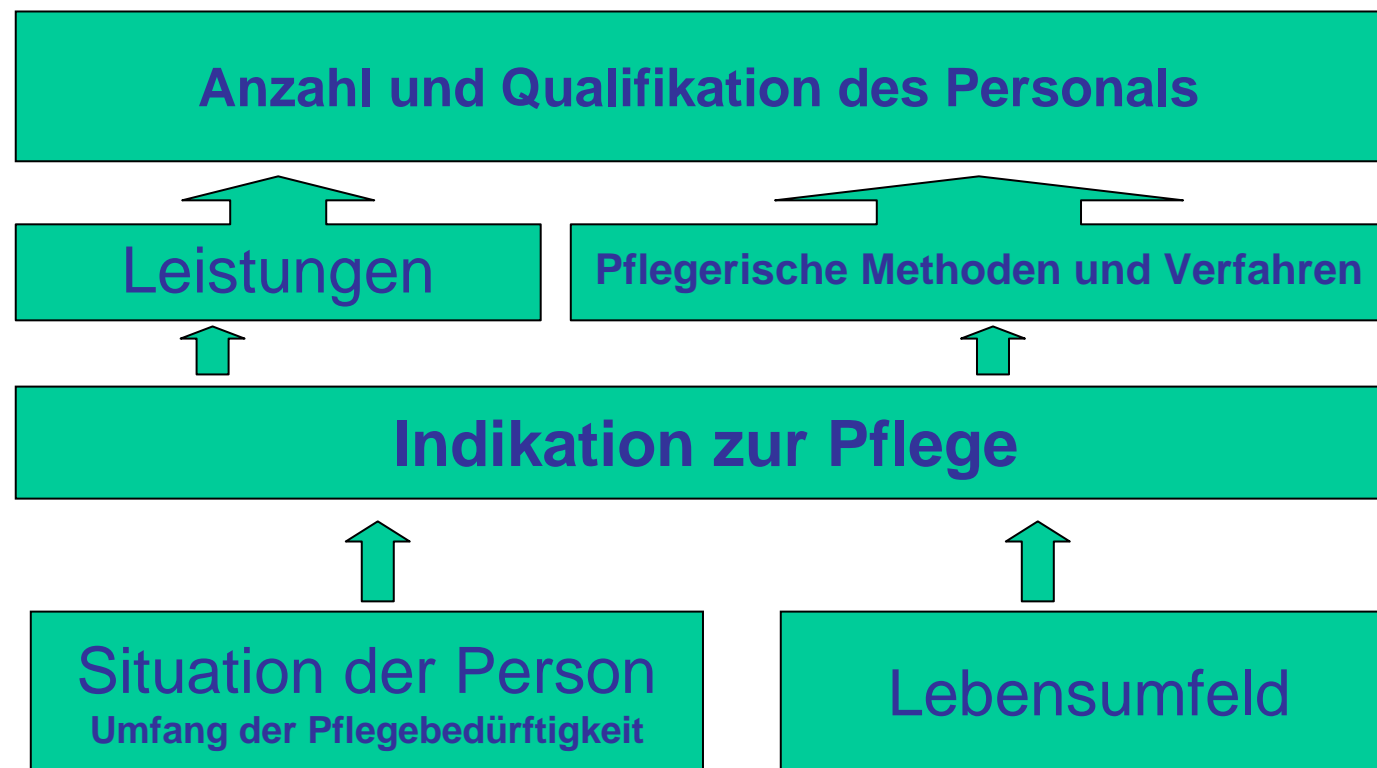 Anzahl und Qualifikation des Personals
Leistungen
Pflegerische Methoden und Verfahren
Indikation zur Pflege
Situation der Person
Umfang der Pflegebedürftigkeit
Lebensumfeld